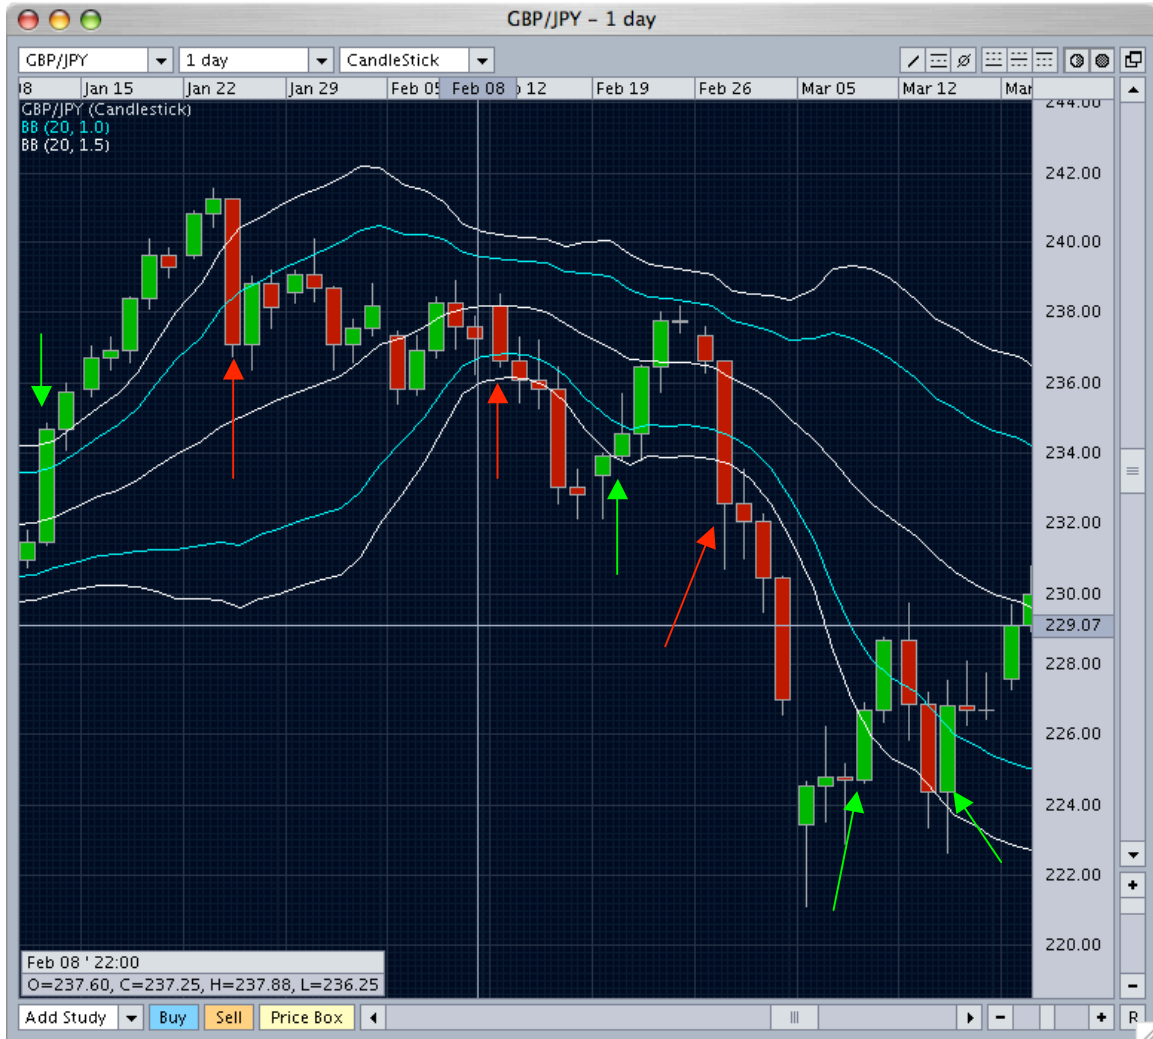 GBP/JPY - 1 day
GBP/JPY 1 day CandleStick
8 Jan 15 Jan 22 Jan 29 Feb 05 Feb 08 12 Feb 19 Feb 26 Mar 05 Mar 12 Mar
GBP/JPY (Candlestick)
BB (20, 1.0)
BB (20, 1.5)
244.00
242.00
240.00
238.00
236.00
234.00
232.00
230.00
229.07
228.00
226.00
224.00
222.00
220.00
Feb 08 ' 22:00
O=237.60, C=237.25, H=237.88, L=236.25
Add Study Buy Sell Price Box R